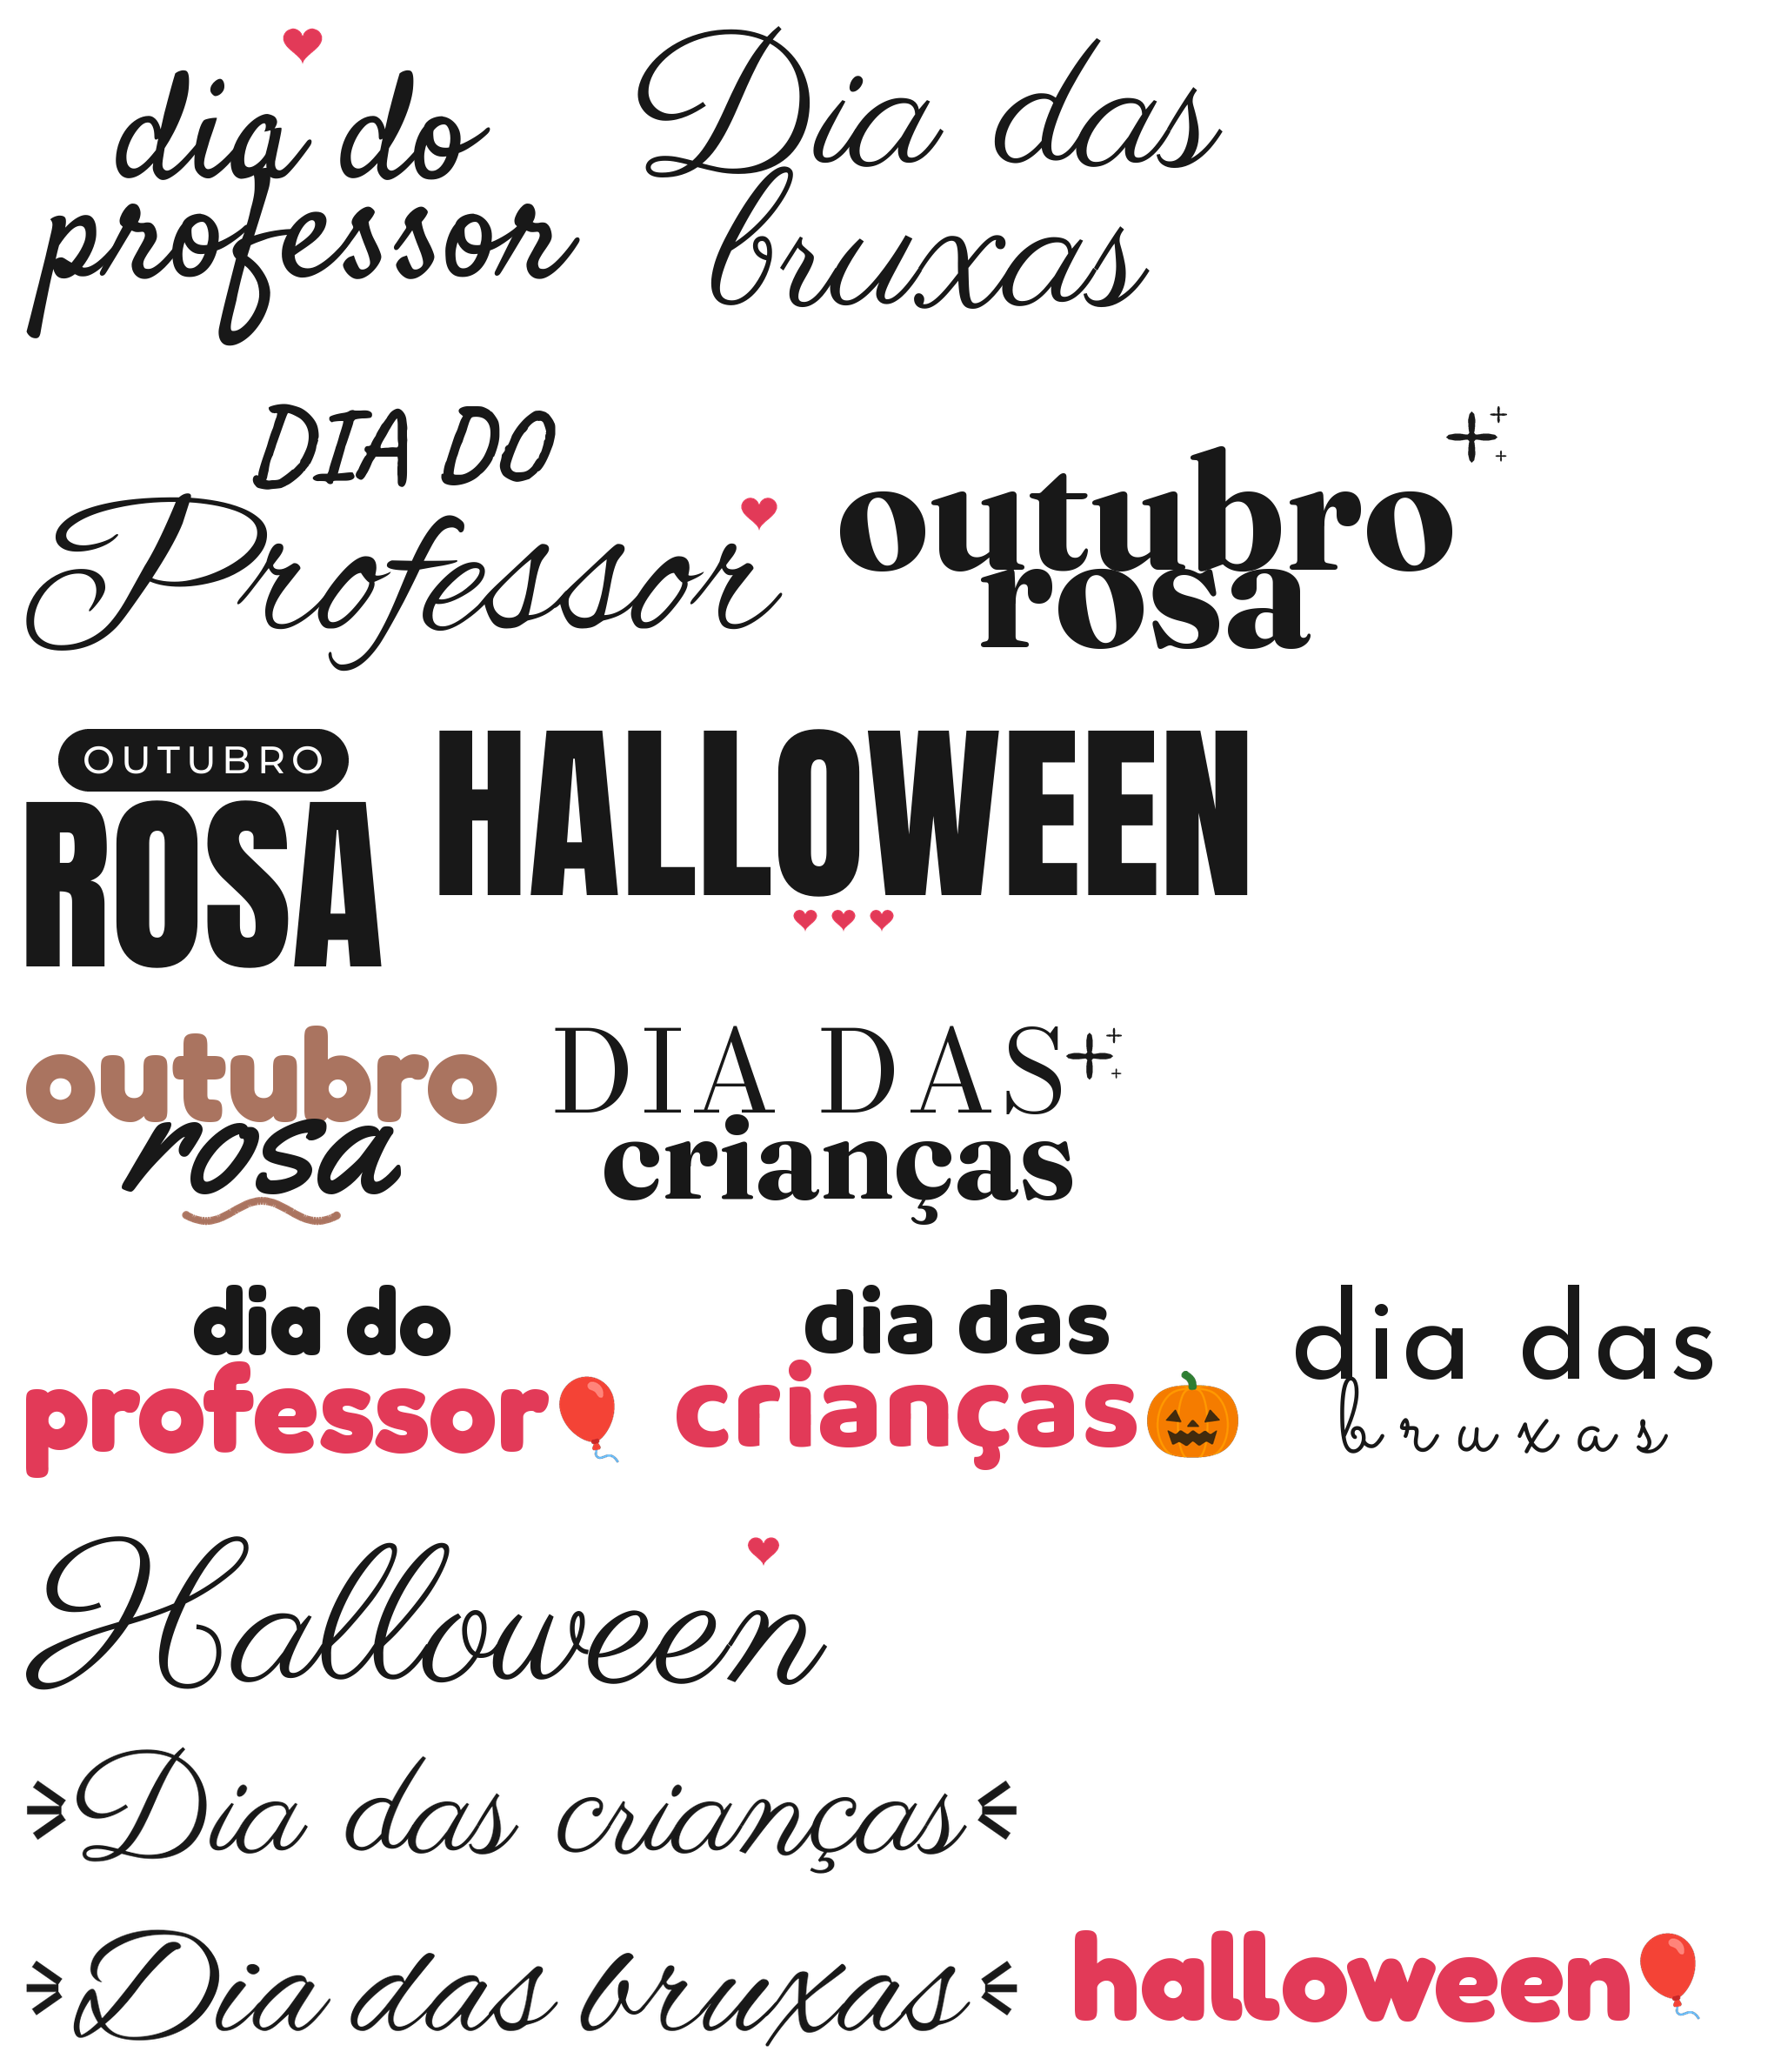 dia do
professor
Dia das
bruxas
DIA DO
Professor
outubro
rosa
OUTUBRO
ROSA
HALLOWEEN
outubro
rosa
DIA DAS
crianças
dia do
professor
dia das
crianças
dia das
bruxas
Halloween
Dia das crianças
Dia das bruxas
halloween